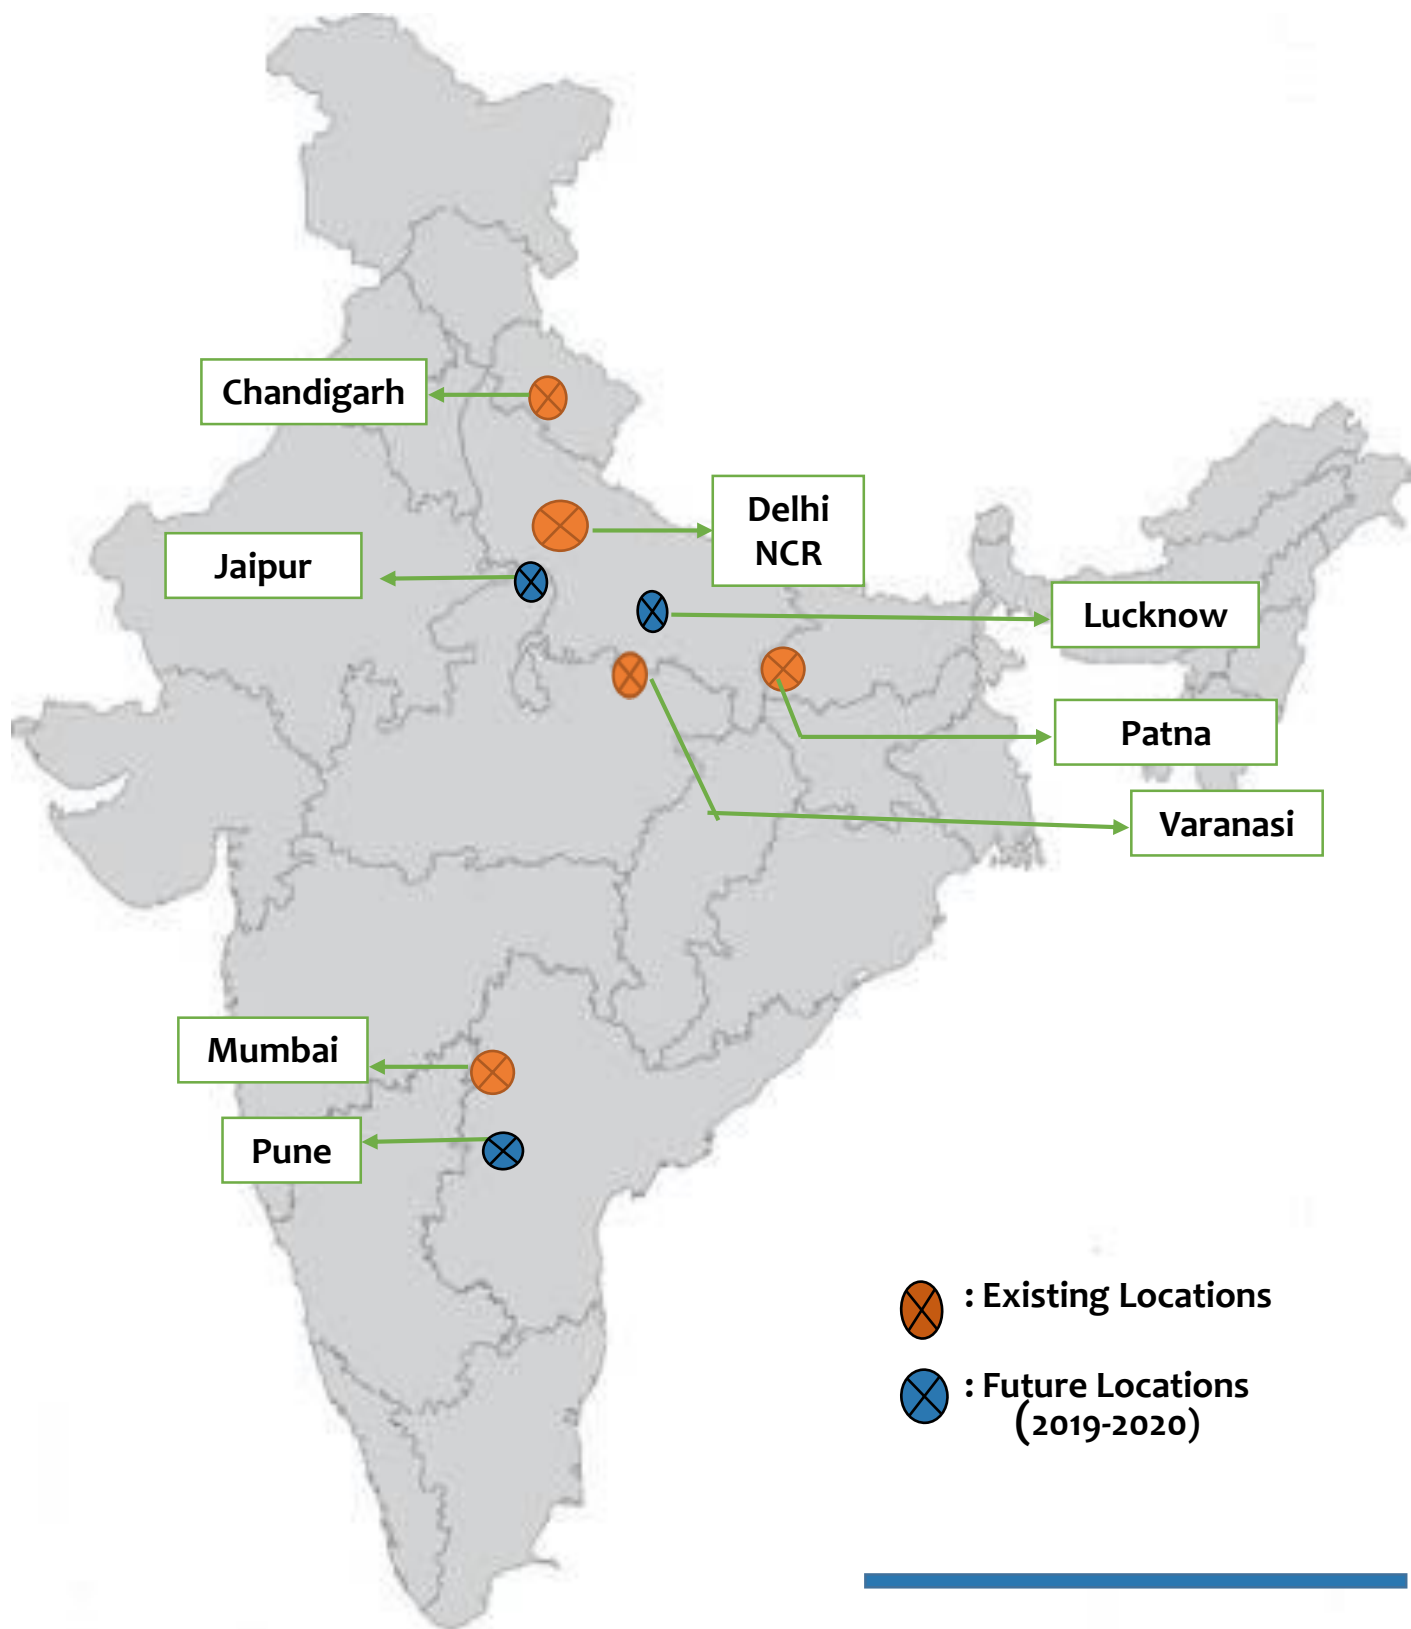 Chandigarh
Delhi
NCR
Jaipur
Lucknow
Patna
Varanasi
Mumbai
Pune
: Existing Locations
: Future Locations
(2019-2020)